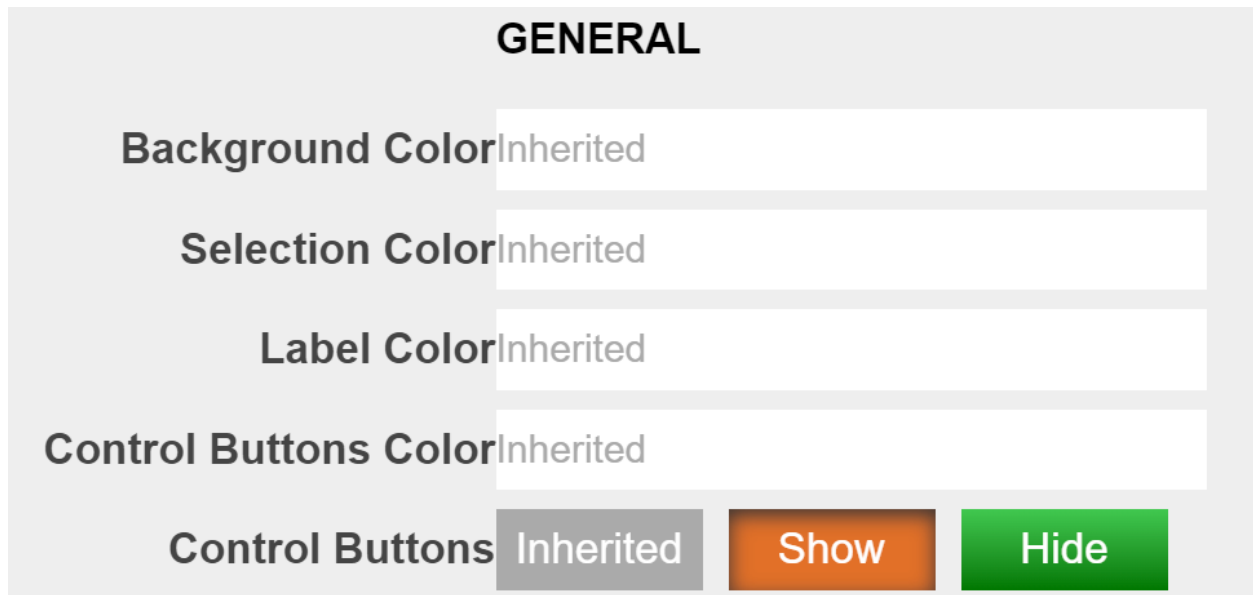 GENERAL
Background Color Inherited
Selection Color Inherited
Label Color Inherited
Control Buttons Color Inherited
Control Buttons Inherited Show Hide